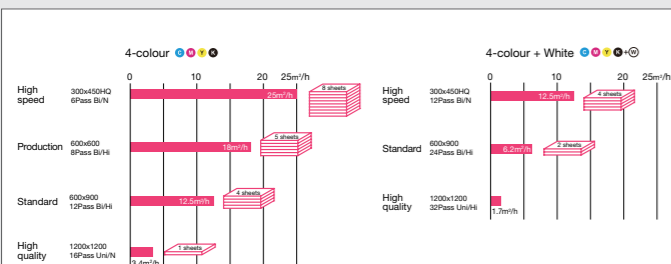 4-colour C M Y K
0 10 20 25m²/h
High speed 300x450HQ 6Pass Bi/N 25m²/h 8 sheets
Production 600x600 8Pass Bi/Hi 18m²/h 5 sheets
Standard 600x900 12Pass Bi/Hi 12.5m²/h 4 sheets
High quality 1200x1200 16Pass Uni/N 3.4m²/h 1 sheets
4-colour + White C M Y K + W
0 10 20 25m²/h
High speed 300x450HQ 12Pass Bi/N 12.5m²/h 4 sheets
Standard 600x900 24Pass Bi/Hi 6.2m²/h 2 sheets
High quality 1200x1200 32Pass Uni/Hi 1.7m²/h